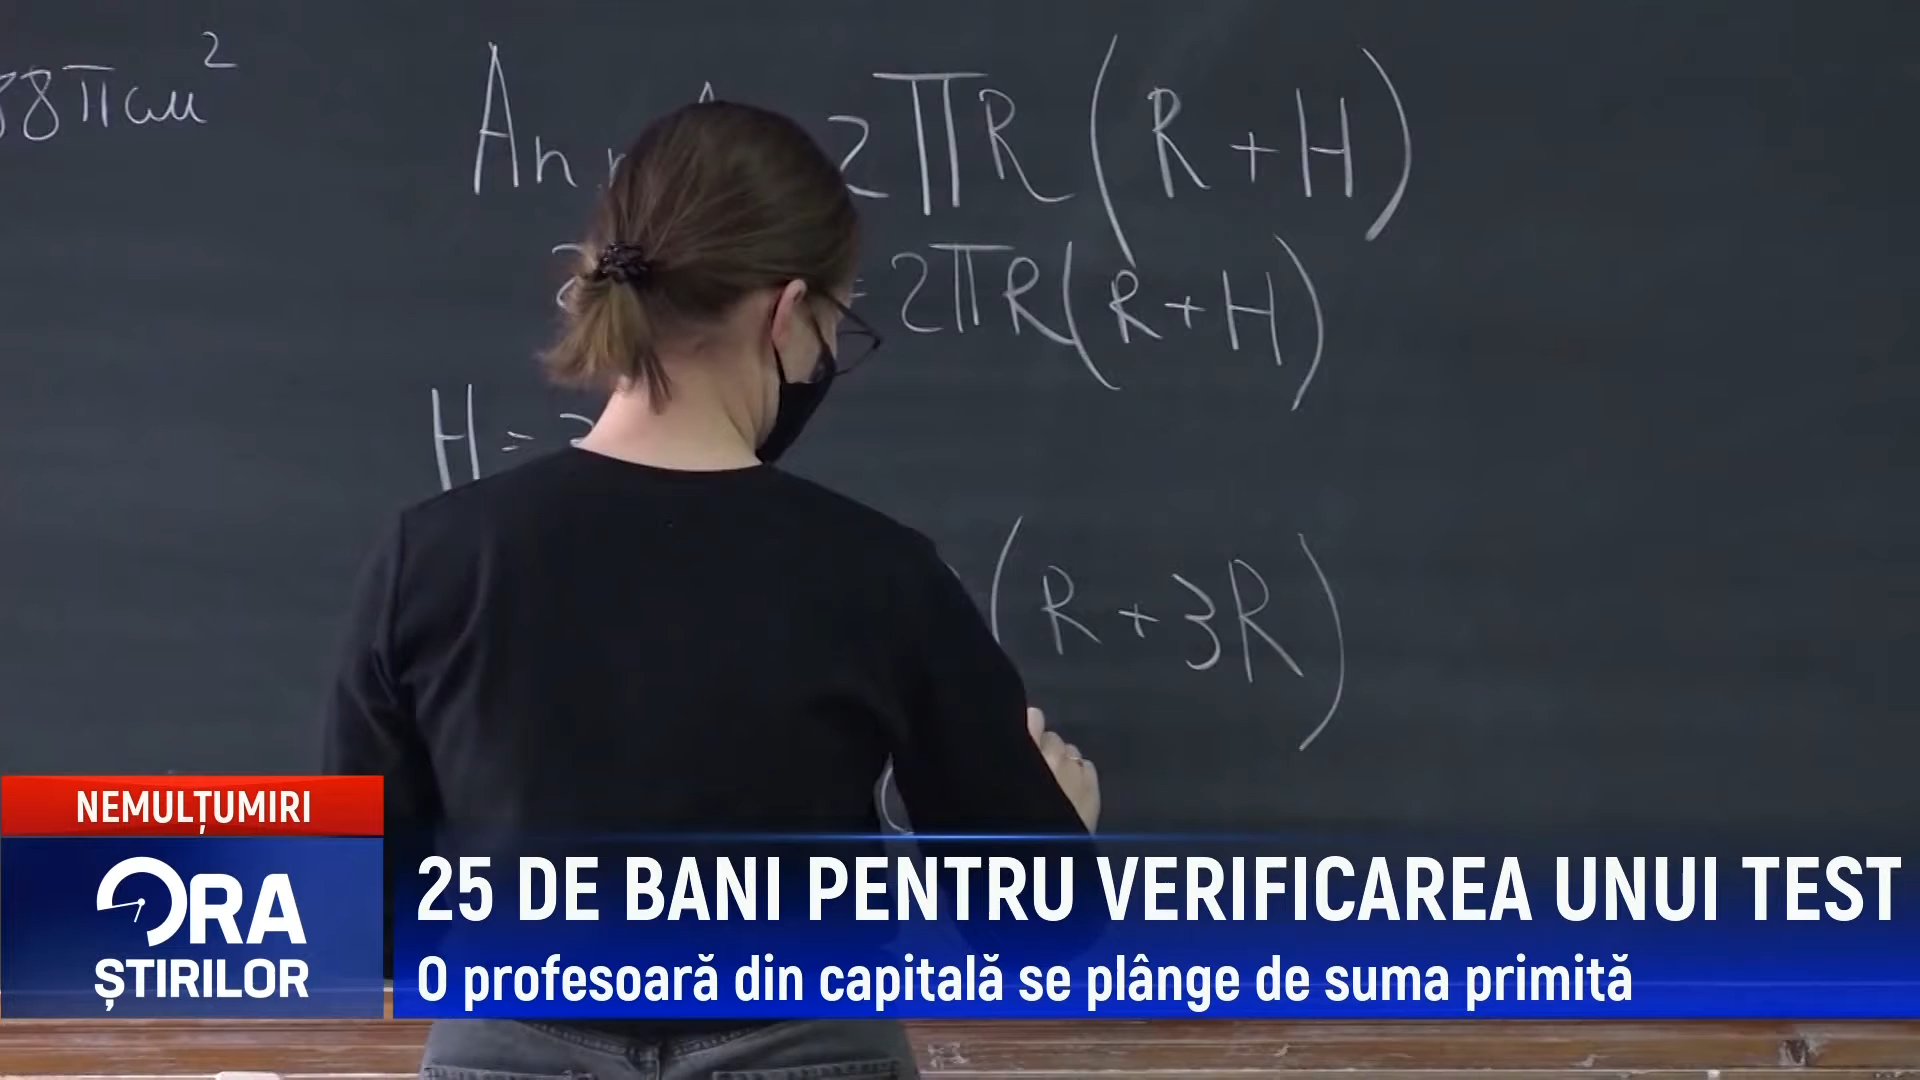 πcm²
2πR(R+H)
2πR(R+H)
H =
(R+3R)
NEMULȚUMIRI
ORA
ȘTIRILOR
25 DE BANI PENTRU VERIFICAREA UNUI TEST
O profesoară din capitală se plânge de suma primită